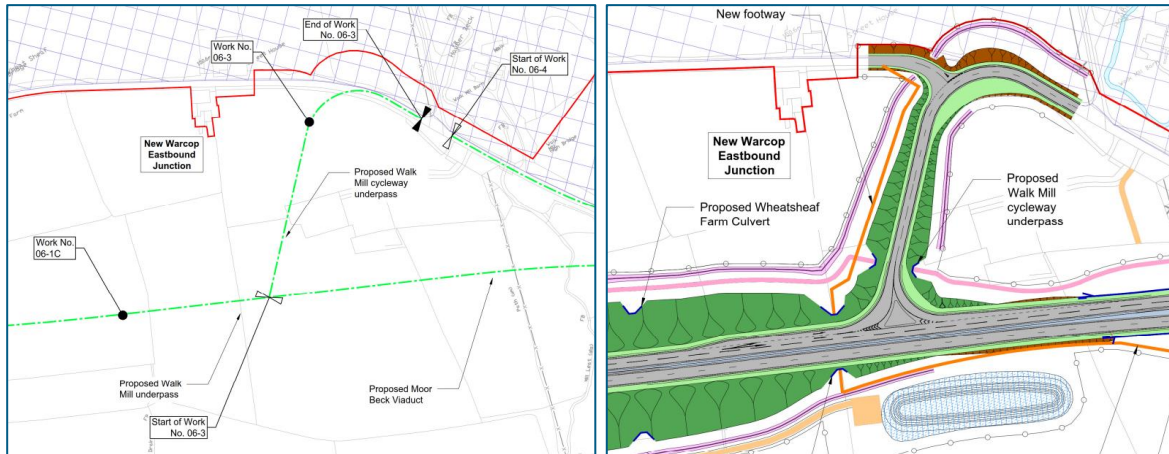 End of Work
No. 06-3
Work No.
06-3
Start of Work
No. 06-4
New Warcop
Eastbound
Junction
Proposed Walk
Mill cycleway
underpass
Work No.
06-1C
Proposed Walk
Mill underpass
Proposed Moor
Beck Viaduct
Start of Work
No. 06-3
New footway
New Warcop
Eastbound
Junction
Proposed
Walk Mill
cycleway
underpass
Proposed Wheatsheaf
Farm Culvert